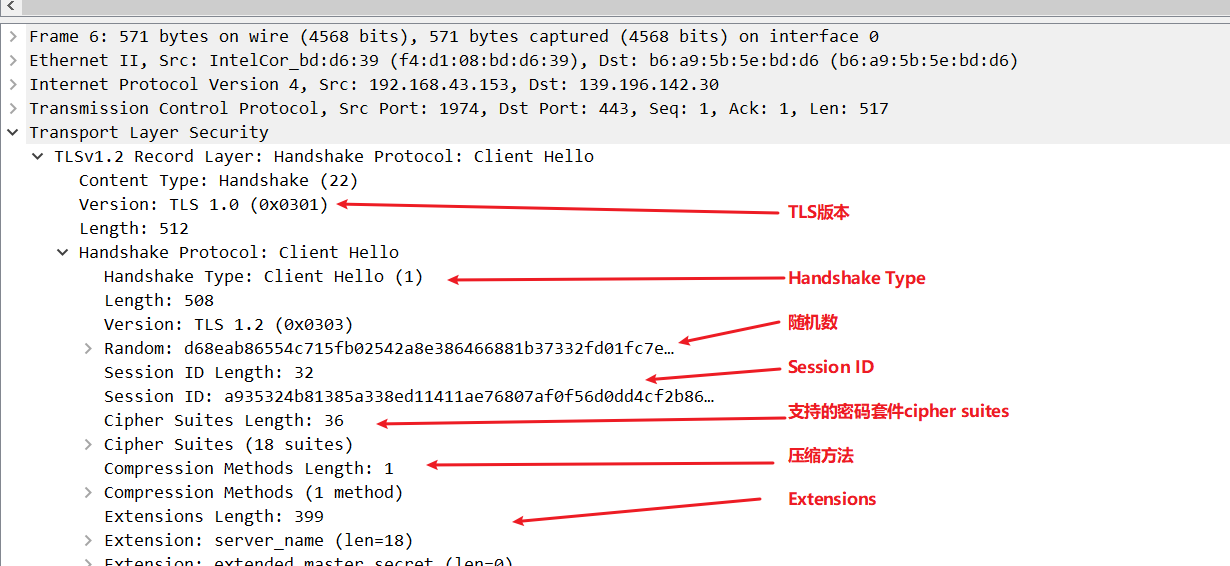 Frame 6: 571 bytes on wire (4568 bits), 571 bytes captured (4568 bits) on interface 0
Ethernet II, Src: IntelCor_bd:d6:39 (f4:d1:08:bd:d6:39), Dst: b6:a9:5b:5e:bd:d6 (b6:a9:5b:5e:bd:d6)
Internet Protocol Version 4, Src: 192.168.43.153, Dst: 139.196.142.30
Transmission Control Protocol, Src Port: 1974, Dst Port: 443, Seq: 1, Ack: 1, Len: 517
Transport Layer Security
TLSv1.2 Record Layer: Handshake Protocol: Client Hello
Content Type: Handshake (22)
Version: TLS 1.0 (0x0301)
TLS版本
Length: 512
Handshake Protocol: Client Hello
Handshake Type: Client Hello (1)
Handshake Type
Length: 508
Version: TLS 1.2 (0x0303)
随机数
Random: d68eab86554c715fb02542a8e386466881b37332fd01fc7e…
Session ID Length: 32
Session ID
Session ID: a935324b81385a338ed11411ae76807af0f56d0dd4cf2b86…
支持的密码套件cipher suites
Cipher Suites Length: 36
Cipher Suites (18 suites)
压缩方法
Compression Methods Length: 1
Compression Methods (1 method)
Extensions
Extensions Length: 399
Extension: server_name (len=18)
Extension: extended_master_secret (len=0)